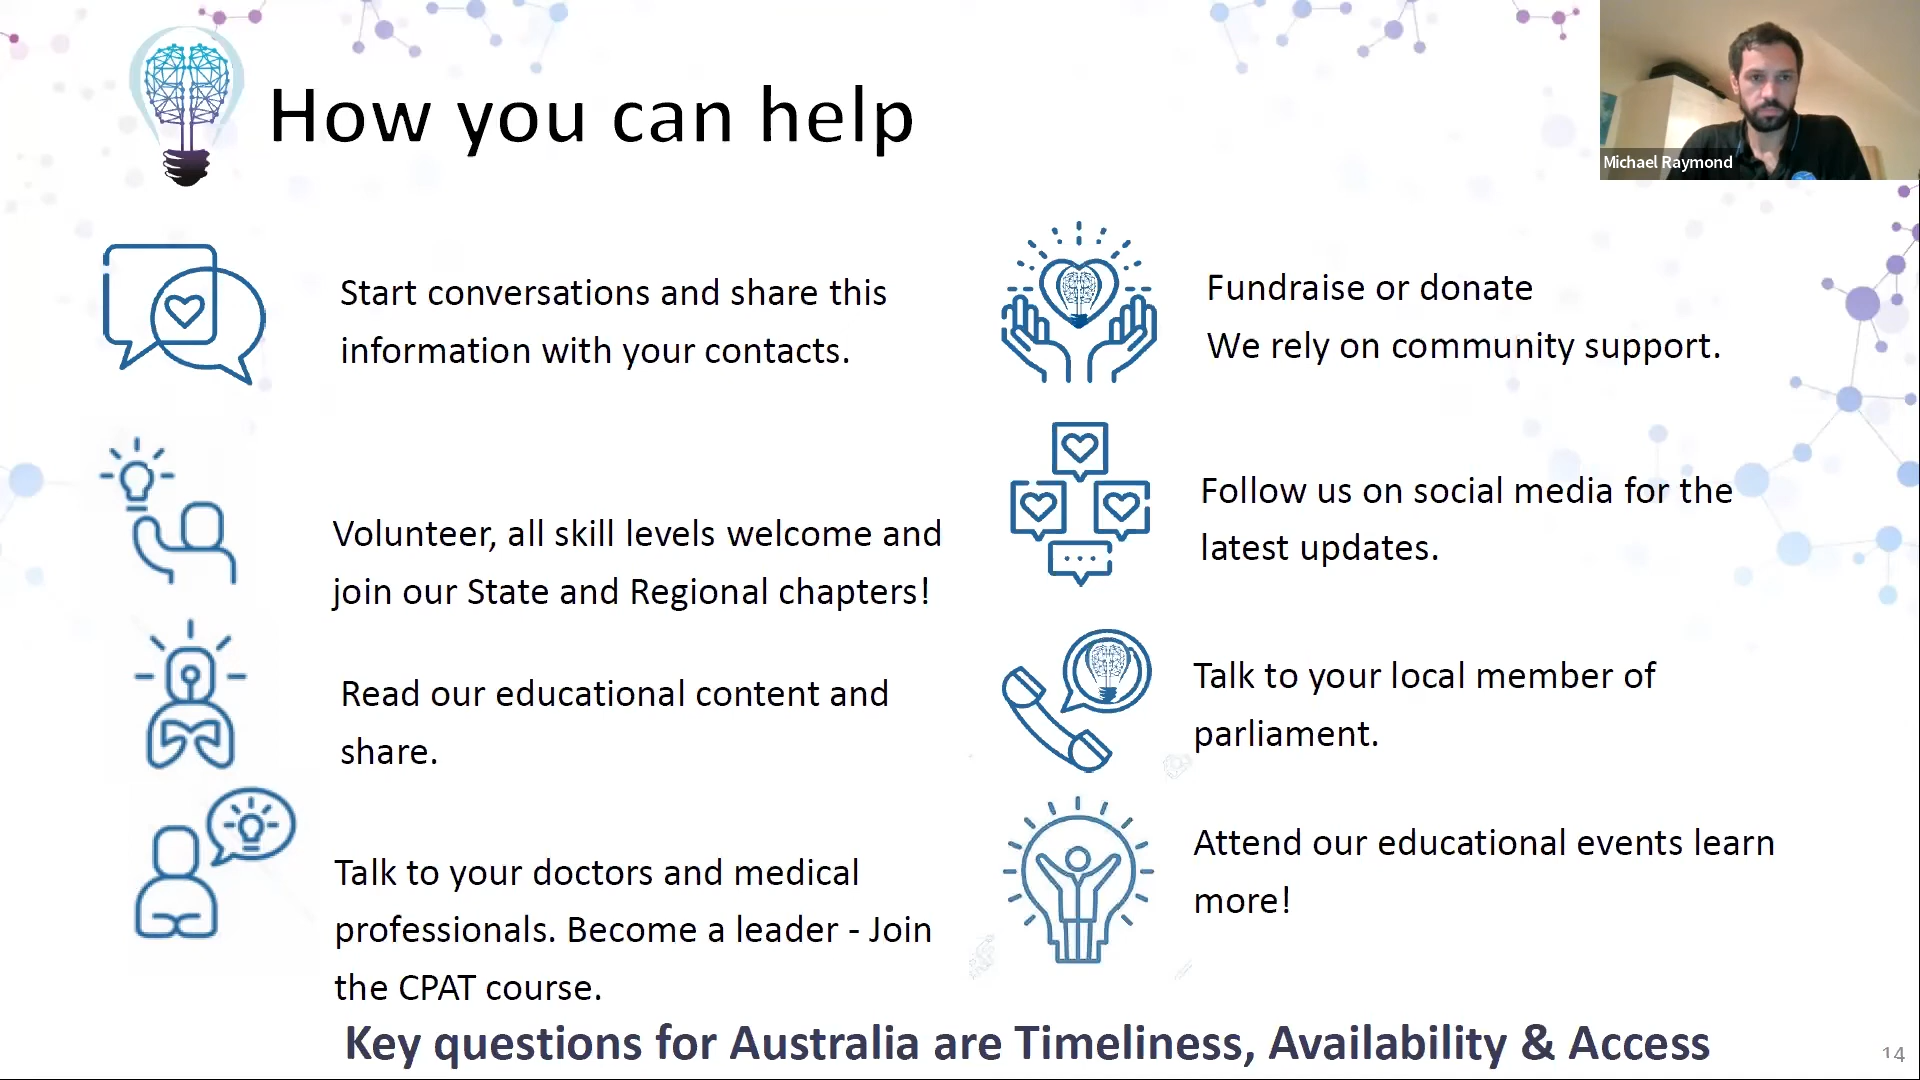 How you can help
Michael Raymond
Start conversations and share this
information with your contacts.
Volunteer, all skill levels welcome and
join our State and Regional chapters!
Read our educational content and
share.
Talk to your doctors and medical
professionals. Become a leader - Join
the CPAT course.
Fundraise or donate
We rely on community support.
Follow us on social media for the
latest updates.
Talk to your local member of
parliament.
Attend our educational events learn
more!
Key questions for Australia are Timeliness, Availability & Access
14